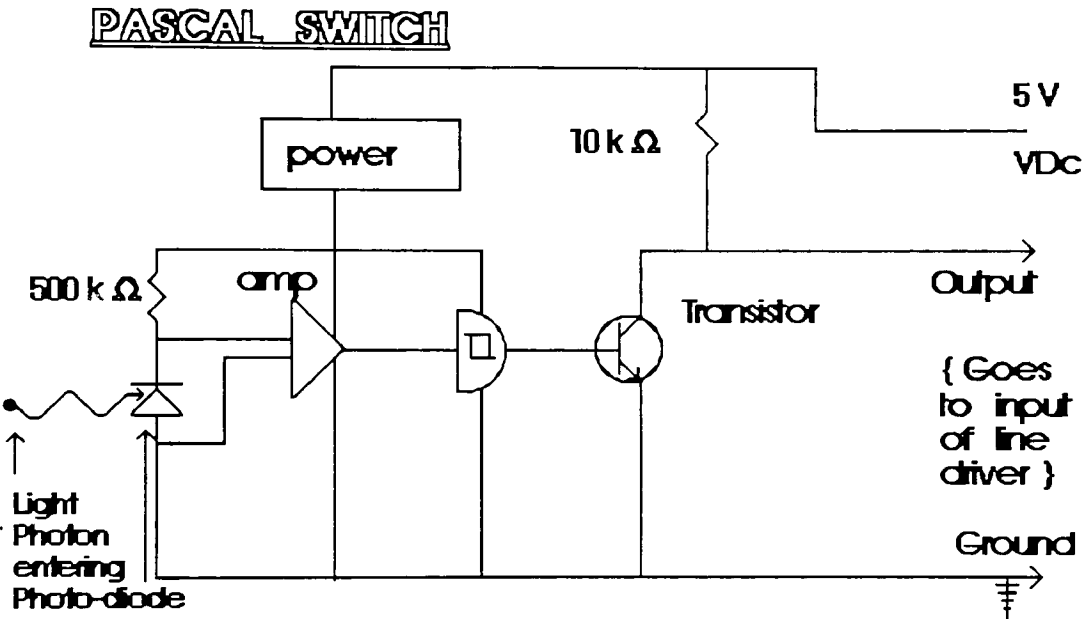 PASCAL SWITCH
5 V
VDc
10 k Ω
power
500 k Ω
amp
Transistor
Output
{ Goes
to input
of line
driver }
Light
Photon
entering
Photo-diode
Ground